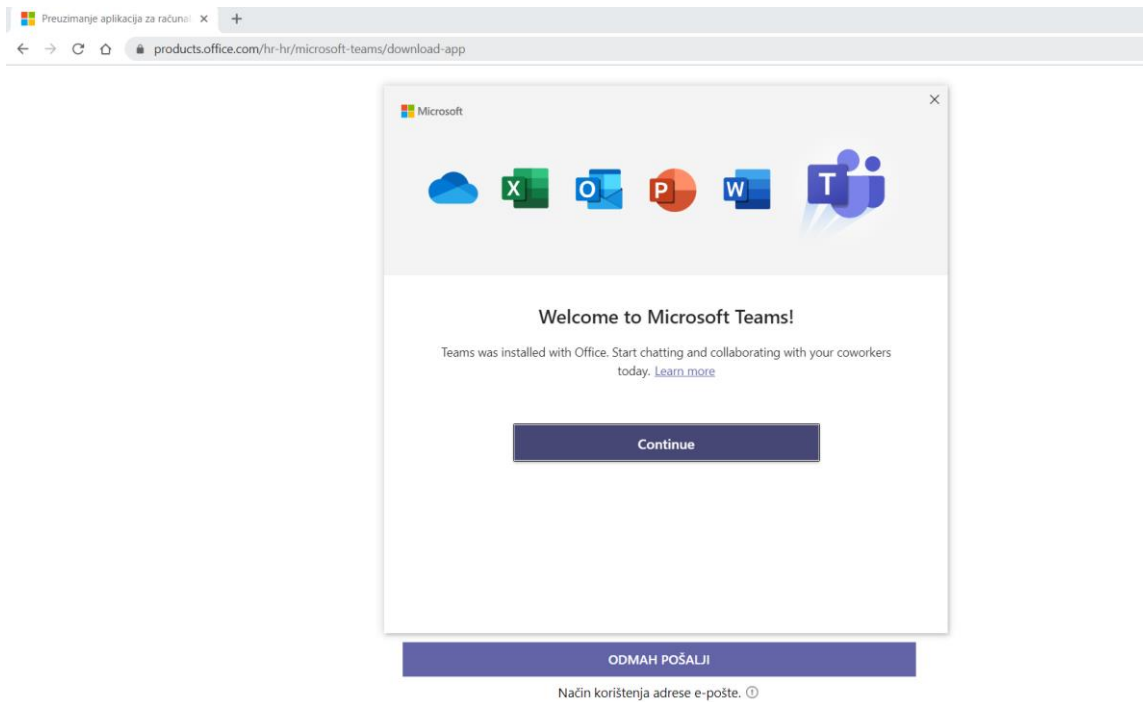 Preuzimanje aplikacija za računal
products.office.com/hr-hr/microsoft-teams/download-app
Microsoft
X
O
P
W
T
Welcome to Microsoft Teams!
Teams was installed with Office. Start chatting and collaborating with your coworkers
today. Learn more
Continue
ODMAH POŠALJI
Način korištenja adrese e-pošte.